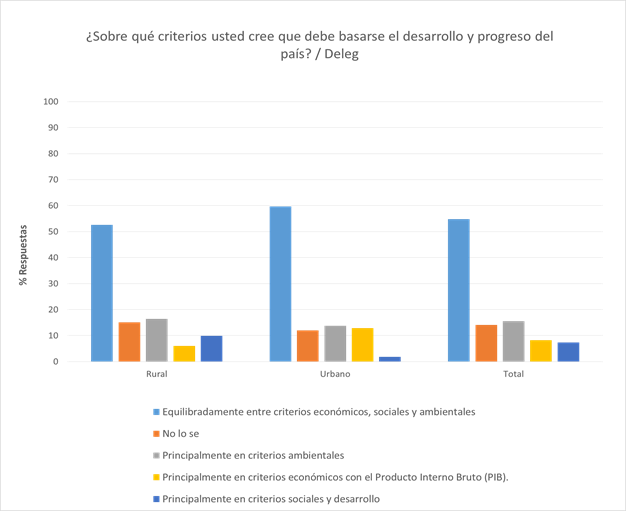 ¿Sobre qué criterios usted cree que debe basarse el desarrollo y progreso del
país? / Deleg
100
90
80
70
60
50
40
30
20
10
0
% Respuestas
Rural
Urbano
Total
Equilibradamente entre criterios económicos, sociales y ambientales
No lo se
Principalmente en criterios ambientales
Principalmente en criterios económicos con el Producto Interno Bruto (PIB).
Principalmente en criterios sociales y desarrollo